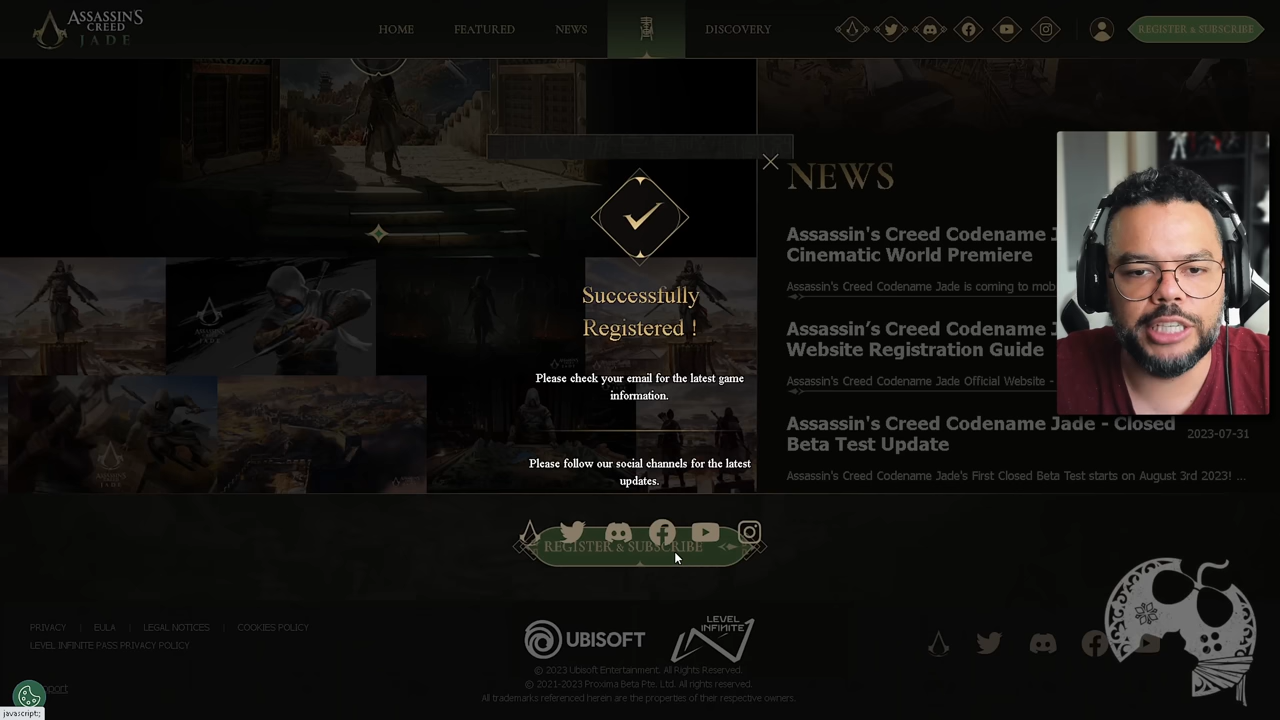 ASSASSIN'S
CREED
JADE
HOME
FEATURED
NEWS
DISCOVERY
REGISTER & SUBSCRIBE
NEWS
Assassin's Creed Codename J
Cinematic World Premiere
Assassin's Creed Codename Jade is coming to mob
Assassin's Creed Codename J
Website Registration Guide
Assassin's Creed Codename Jade Official Website -
Assassin's Creed Codename Jade - Closed
Beta Test Update
2023-07-31
Assassin's Creed Codename Jade's First Closed Beta Test starts on August 3rd 2023! ...
Successfully
Registered !
Please check your email for the latest game
information.
Please follow our social channels for the latest
updates.
REGISTER & SUBSCRIBE
PRIVACY
EULA
LEGAL NOTICES
COOKIES POLICY
LEVEL INFINITE PASS PRIVACY POLICY
UBISOFT
LEVEL
INFINITE
© 2023 Ubisoft Entertainment. All Rights Reserved.
© 2021-2023 Proxima Beta Pte. Ltd. All rights reserved.
All trademarks referenced herein are the properties of their respective owners.
javascript:;